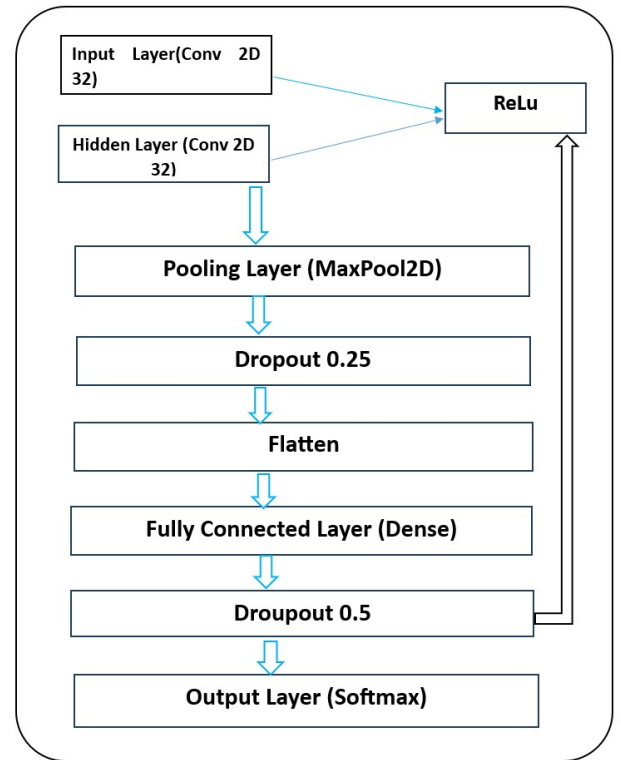 Input Layer(Conv 2D
32)
ReLu
Hidden Layer (Conv 2D
32)
Pooling Layer (MaxPool2D)
Dropout 0.25
Flatten
Fully Connected Layer (Dense)
Droupout 0.5
Output Layer (Softmax)